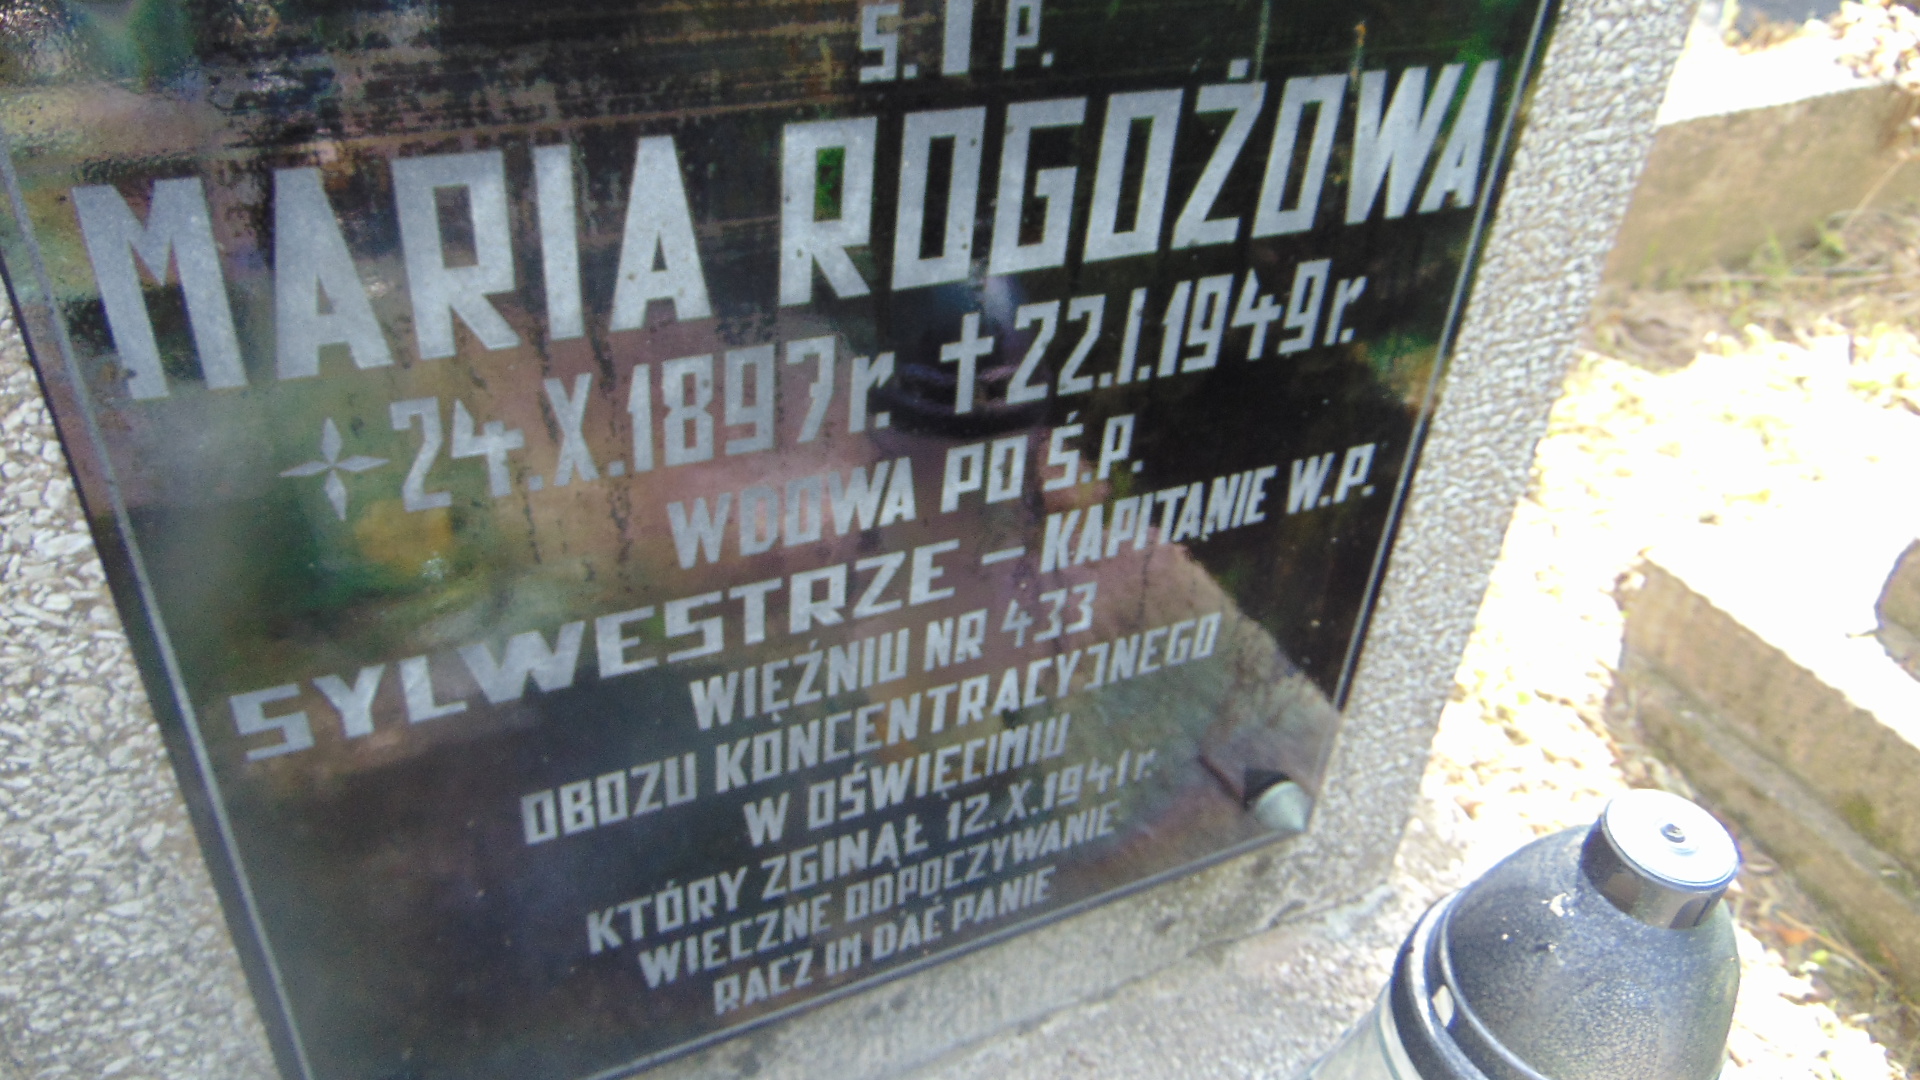 Ś. † P.
MARIA ROGOŻOWA
24.X.1897r. †22.I.1949r.
WDOWA PO Ś.P.
SYLWESTRZE – KAPITANIE W.P.
WIĘŹNIU NR 433
OBOZU KONCENTRACYJNEGO
W OŚWIĘCIMIU
KTÓRY ZGINĄŁ 12.X.1941r.
WIECZNE ODPOCZYWANIE
RACZ IM DAĆ PANIE